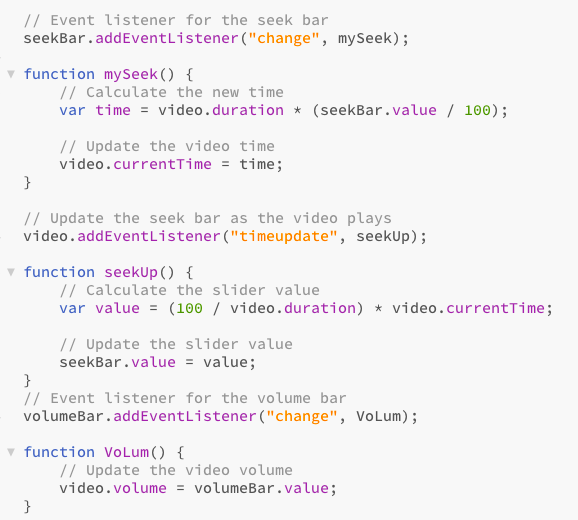 // Event listener for the seek bar
seekBar.addEventListener("change", mySeek);
function mySeek() {
// Calculate the new time
var time = video.duration * (seekBar.value / 100);
// Update the video time
video.currentTime = time;
}
// Update the seek bar as the video plays
video.addEventListener("timeupdate", seekUp);
function seekUp() {
// Calculate the slider value
var value = (100 / video.duration) * video.currentTime;
// Update the slider value
seekBar.value = value;
}
// Event listener for the volume bar
volumeBar.addEventListener("change", VoLum);
function VoLum() {
// Update the video volume
video.volume = volumeBar.value;
}